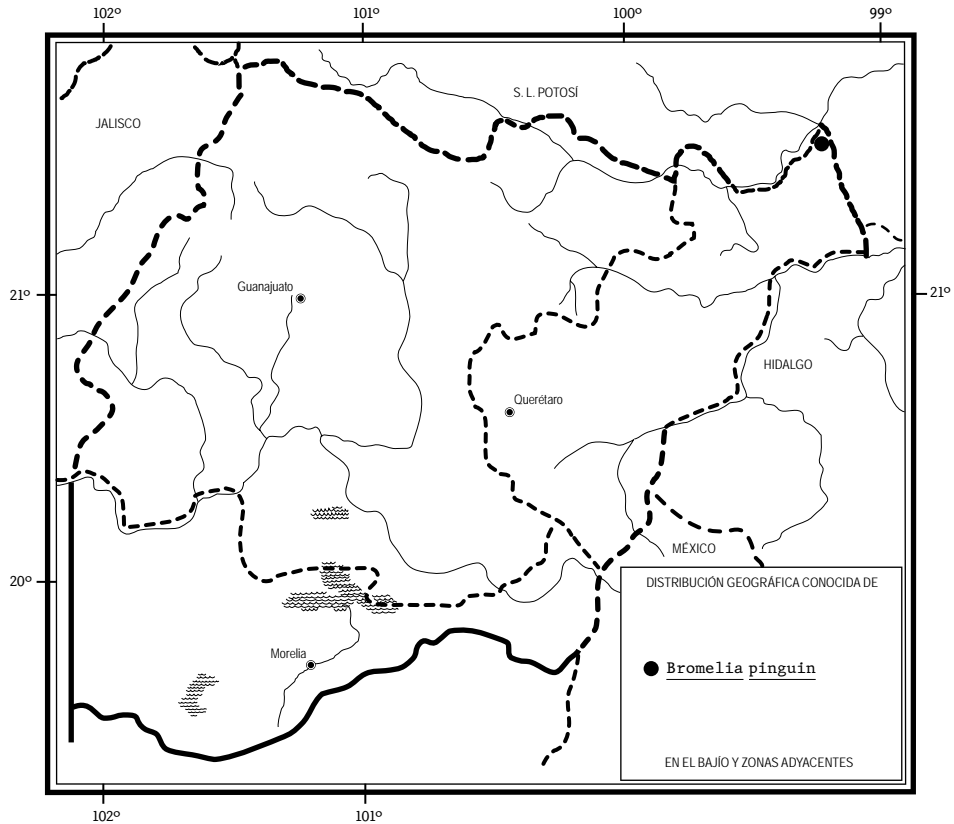 102º 101º 100º 99º
S. L. POTOSÍ
JALISCO
Guanajuato
21º 21º
HIDALGO
Querétaro
MÉXICO
20º
DISTRIBUCIÓN GEOGRÁFICA CONOCIDA DE
Morelia
Bromelia pinguin
EN EL BAJÍO Y ZONAS ADYACENTES
102º 101º